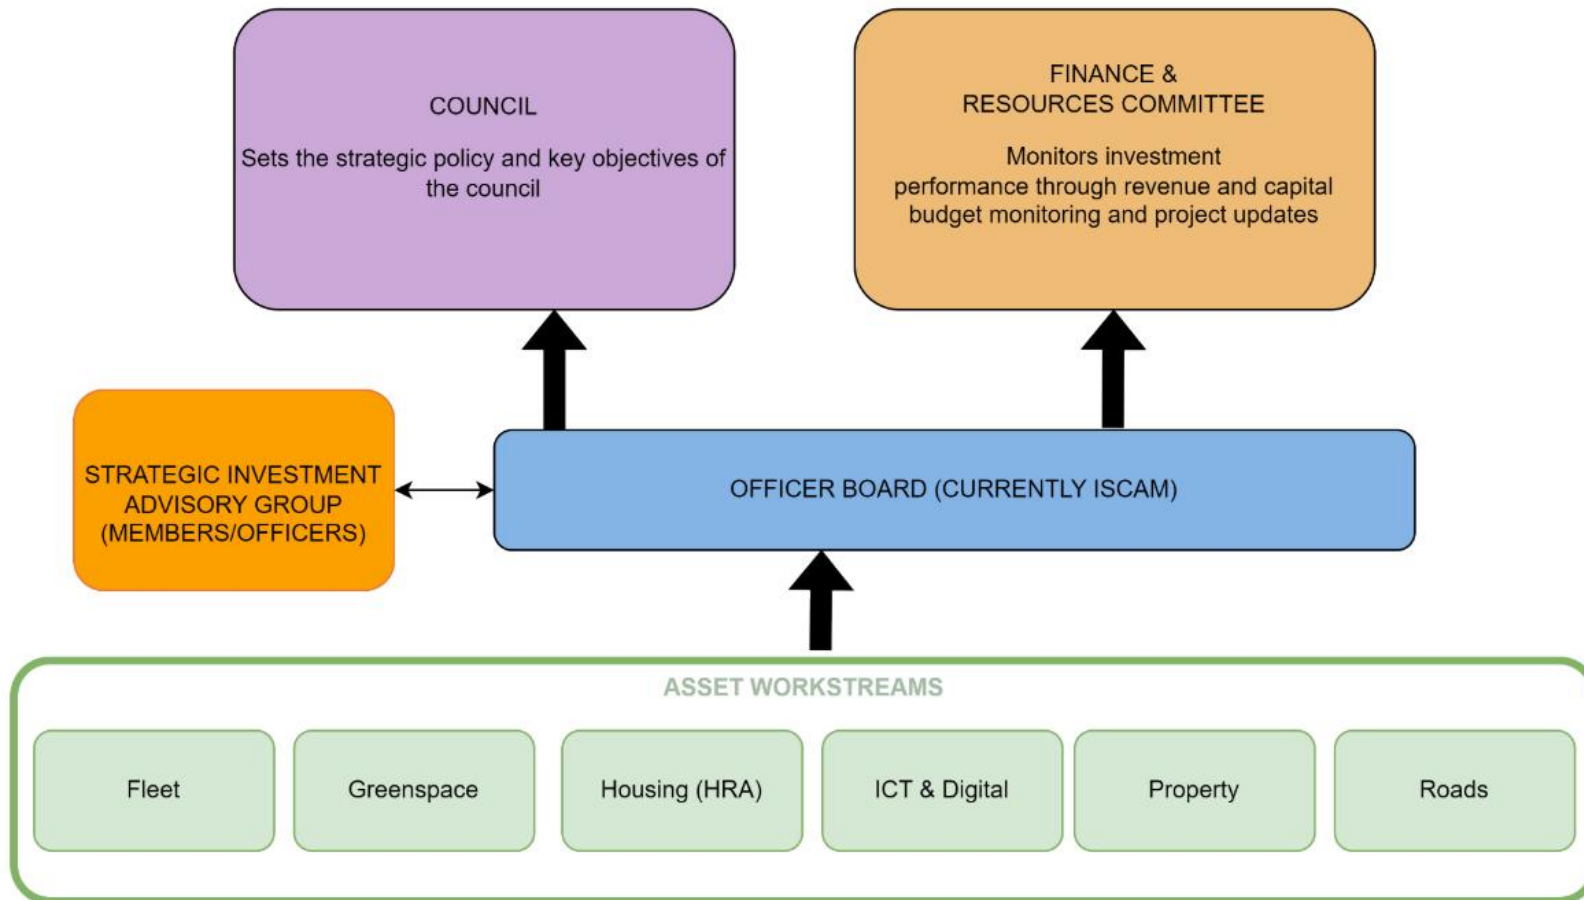 COUNCIL
Sets the strategic policy and key objectives of
the council
FINANCE &
RESOURCES COMMITTEE
Monitors investment
performance through revenue and capital
budget monitoring and project updates
STRATEGIC INVESTMENT
ADVISORY GROUP
(MEMBERS/OFFICERS)
OFFICER BOARD (CURRENTLY ISCAM)
ASSET WORKSTREAMS
Fleet
Greenspace
Housing (HRA)
ICT & Digital
Property
Roads